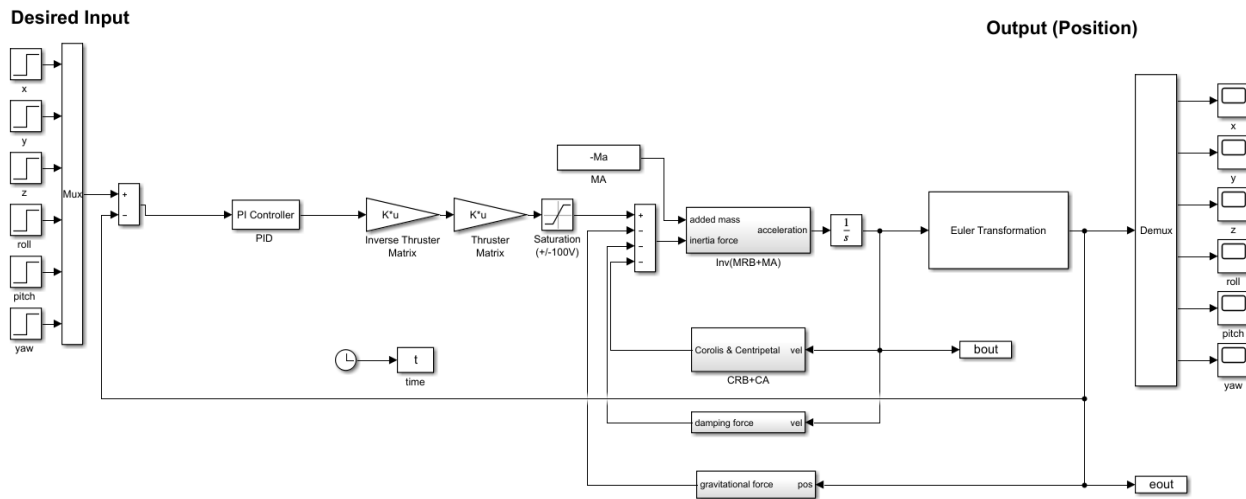 Desired Input
Output (Position)
x
y
z
roll
pitch
yaw
Mux
+
−
PI Controller
PID
K*u
Inverse Thruster
Matrix
K*u
Thruster
Matrix
Saturation
(+/-100V)
-Ma
MA
+
−
−
−
added mass
inertia force
acceleration
Inv(MRB+MA)
1
s
Euler Transformation
Demux
x
y
z
roll
pitch
yaw
Corolis & Centripetal
vel
CRB+CA
bout
t
time
damping force
vel
gravitational force
pos
eout